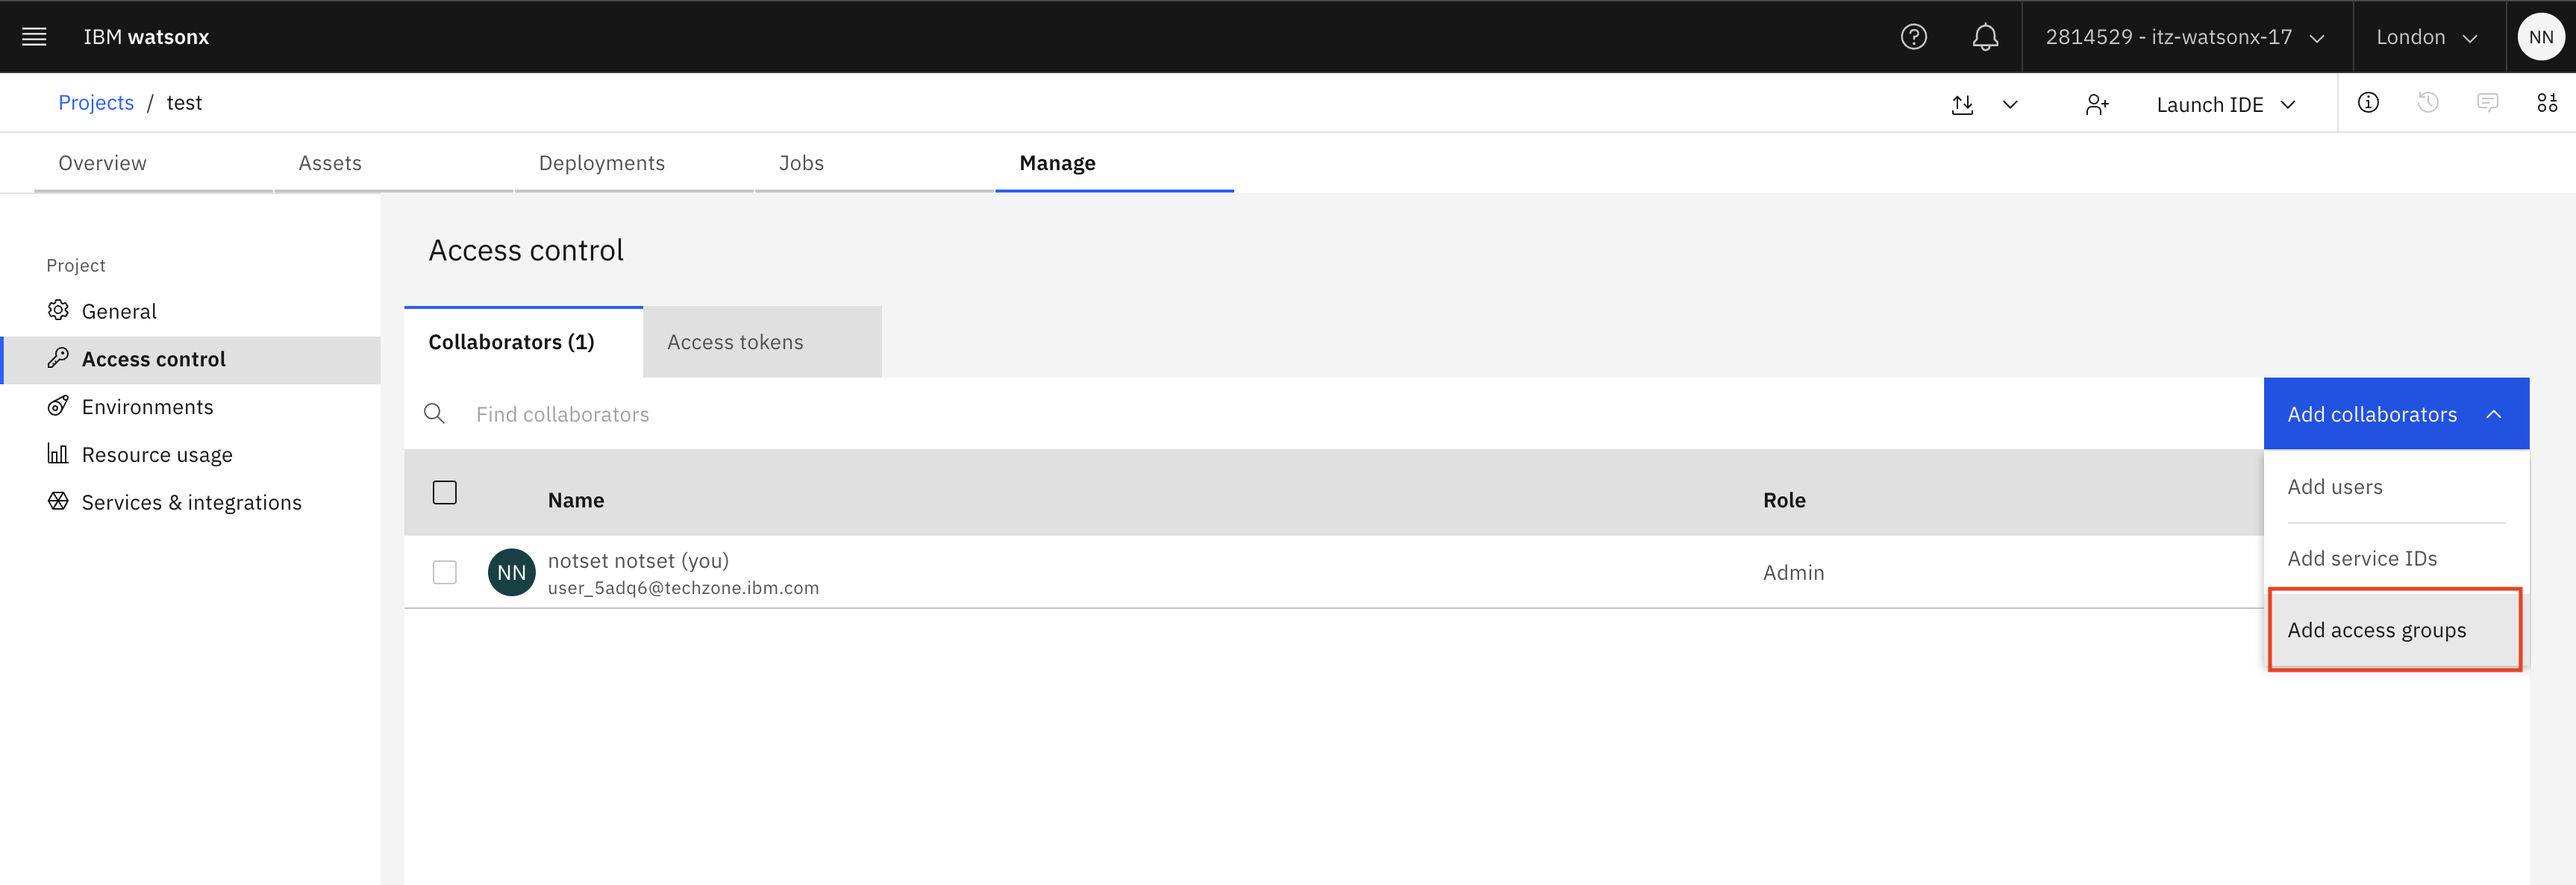 IBM watsonx
2814529 - itz-watsonx-17
London
NN
Projects / test
Launch IDE
Overview
Assets
Deployments
Jobs
Manage
Project
General
Access control
Environments
Resource usage
Services & integrations
Access control
Collaborators (1)
Access tokens
Find collaborators
Add collaborators
Add users
Add service IDs
Add access groups
Name
Role
NN
notset notset (you)
user_5adq6@techzone.ibm.com
Admin